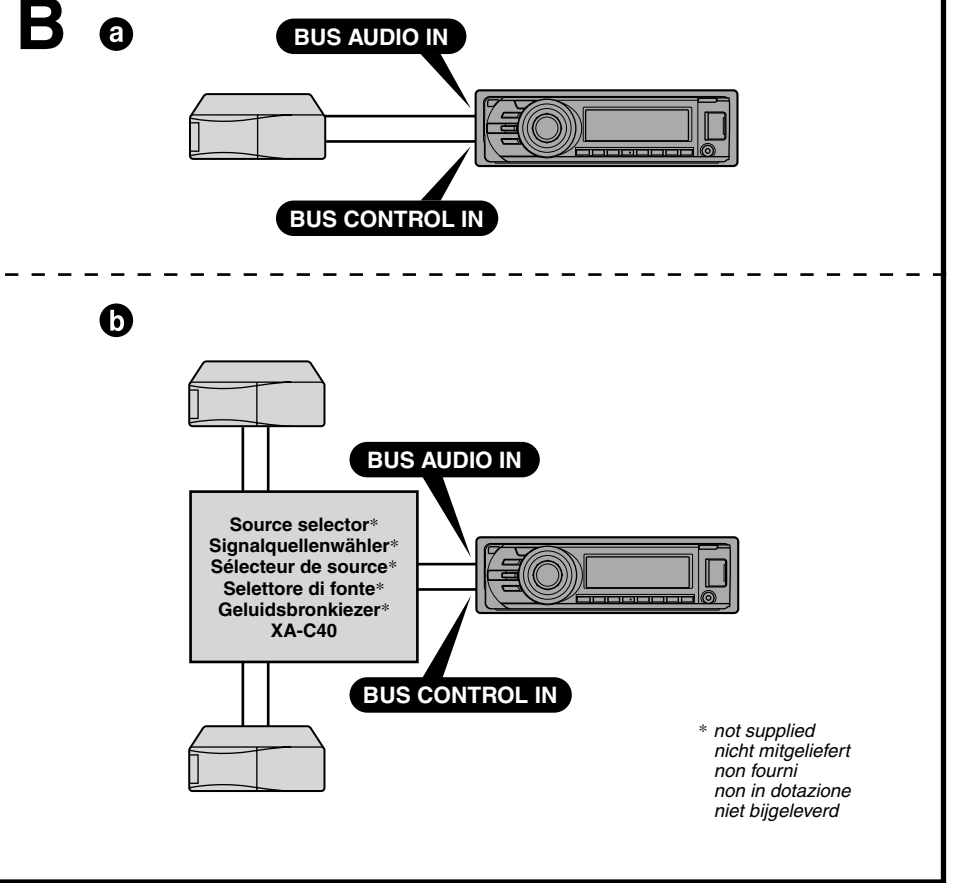 B a
BUS AUDIO IN
BUS CONTROL IN
b
BUS AUDIO IN
Source selector*
Signalquellenwähler*
Sélecteur de source*
Selettore di fonte*
Geluidsbronkiezer*
XA-C40
BUS CONTROL IN
* not supplied
nicht mitgeliefert
non fourni
non in dotazione
niet bijgeleverd